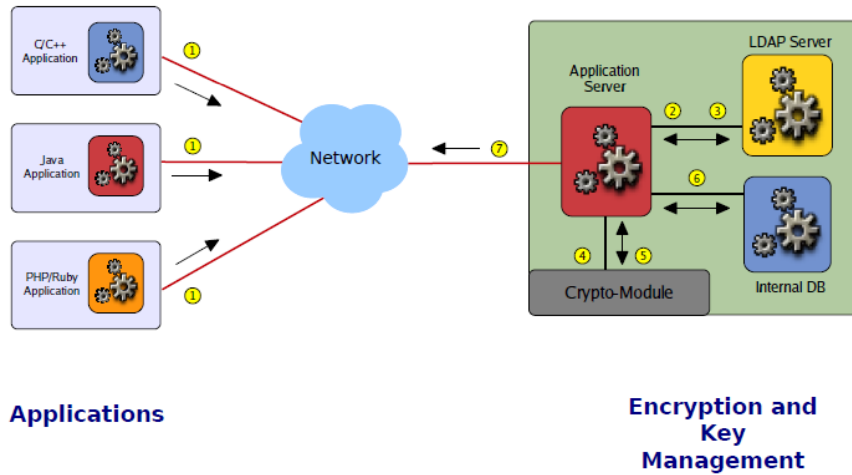 C/C++
Application
1
Java
Application
1
PHP/Ruby
Application
1
Network
7
Application
Server
LDAP Server
2
3
6
4
5
Crypto-Module
Internal DB
Applications
Encryption and
Key
Management